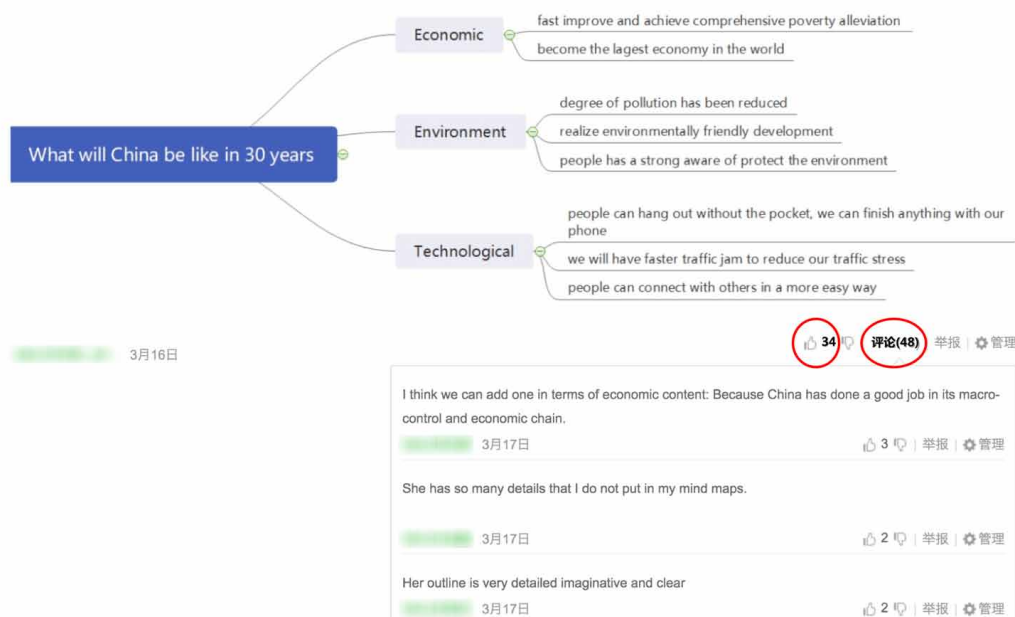 Economic
fast improve and achieve comprehensive poverty alleviation
become the lagest economy in the world
What will China be like in 30 years
Environment
degree of pollution has been reduced
realize environmentally friendly development
people has a strong aware of protect the environment
Technological
people can hang out without the pocket, we can finish anything with our
phone
we will have faster traffic jam to reduce our traffic stress
people can connect with others in a more easy way
3月16日
34 评论(48) 举报 | 管理
I think we can add one in terms of economic content: Because China has done a good job in its macro-
control and economic chain.
3月17日 3 | 举报 | 管理
She has so many details that I do not put in my mind maps.
3月17日 2 | 举报 | 管理
Her outline is very detailed imaginative and clear
3月17日 2 | 举报 | 管理